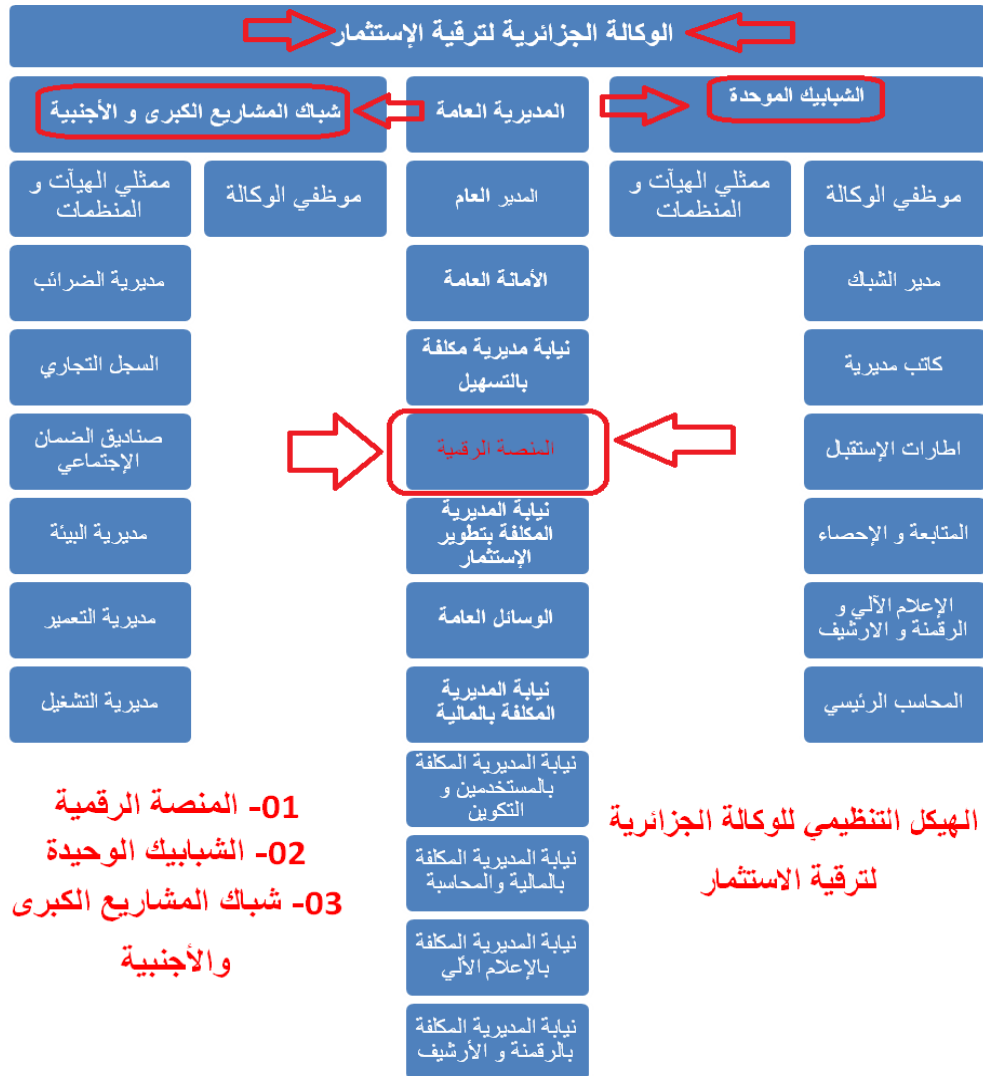 الوكالة الجزائرية لترقية الإستثمار
الشبابيك الموحدة
المديرية العامة
شباك المشاريع الكبرى و الأجنبية
موظفي الوكالة
ممثلي الهيآت و
المنظمات
المدير العام
موظفي الوكالة
ممثلي الهيآت و
المنظمات
مدير الشباك
الأمانة العامة
مديرية الضرائب
كاتب مديرية
نيابة مديرية مكلفة
بالتسهيل
السجل التجاري
اطارات الإستقبال
المنصة الرقمية
صناديق الضمان
الإجتماعي
المتابعة و الإحصاء
نيابة المديرية
المكلفة بتطوير
الإستثمار
مديرية البيئة
الإعلام الآلي و
الرقمنة و الارشيف
الوسائل العامة
مديرية التعمير
المحاسب الرئيسي
نيابة المديرية
المكلفة بالمالية
مديرية التشغيل
نيابة المديرية المكلفة
بالمستخدمين و
التكوين
نيابة المديرية المكلفة
بالمالية والمحاسبة
نيابة المديرية المكلفة
بالإعلام الألي
نيابة المديرية المكلفة
بالرقمنة و الأرشيف
الهيكل التنظيمي للوكالة الجزائرية
لترقية الاستثمار
01- المنصة الرقمية
02- الشبابيك الوحيدة
03- شباك المشاريع الكبرى
والأجنبية